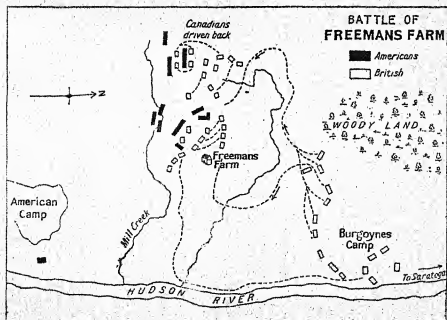 BATTLE OF
FREEMANS FARM
Americans
British
Canadians
driven back
N
WOODY LAND
Freemans
Farm
American
Camp
Mill Creek
Burgoynes
Camp
To Saratoga
HUDSON RIVER